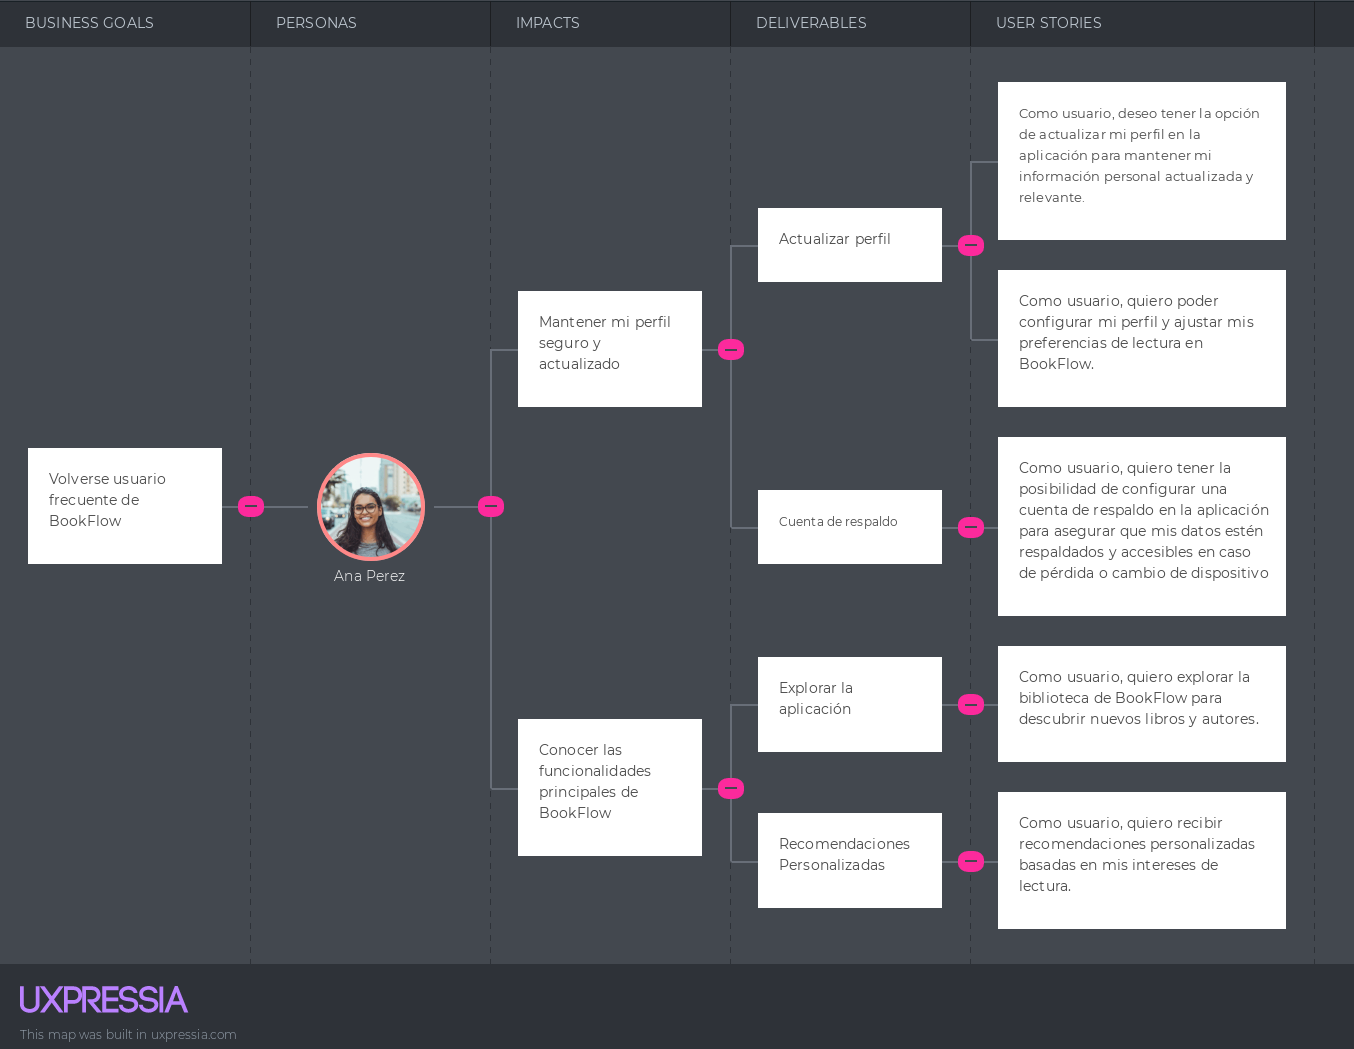 BUSINESS GOALS
PERSONAS
IMPACTS
DELIVERABLES
USER STORIES
Volverse usuario
frecuente de
BookFlow
Ana Perez
Mantener mi perfil
seguro y
actualizado
Conocer las
funcionalidades
principales de
BookFlow
Actualizar perfil
Cuenta de respaldo
Explorar la
aplicación
Recomendaciones
Personalizadas
Como usuario, deseo tener la opción
de actualizar mi perfil en la
aplicación para mantener mi
información personal actualizada y
relevante.
Como usuario, quiero poder
configurar mi perfil y ajustar mis
preferencias de lectura en
BookFlow.
Como usuario, quiero tener la
posibilidad de configurar una
cuenta de respaldo en la aplicación
para asegurar que mis datos estén
respaldados y accesibles en caso
de pérdida o cambio de dispositivo
Como usuario, quiero explorar la
biblioteca de BookFlow para
descubrir nuevos libros y autores.
Como usuario, quiero recibir
recomendaciones personalizadas
basadas en mis intereses de
lectura.
UXPRESSIA
This map was built in uxpressia.com